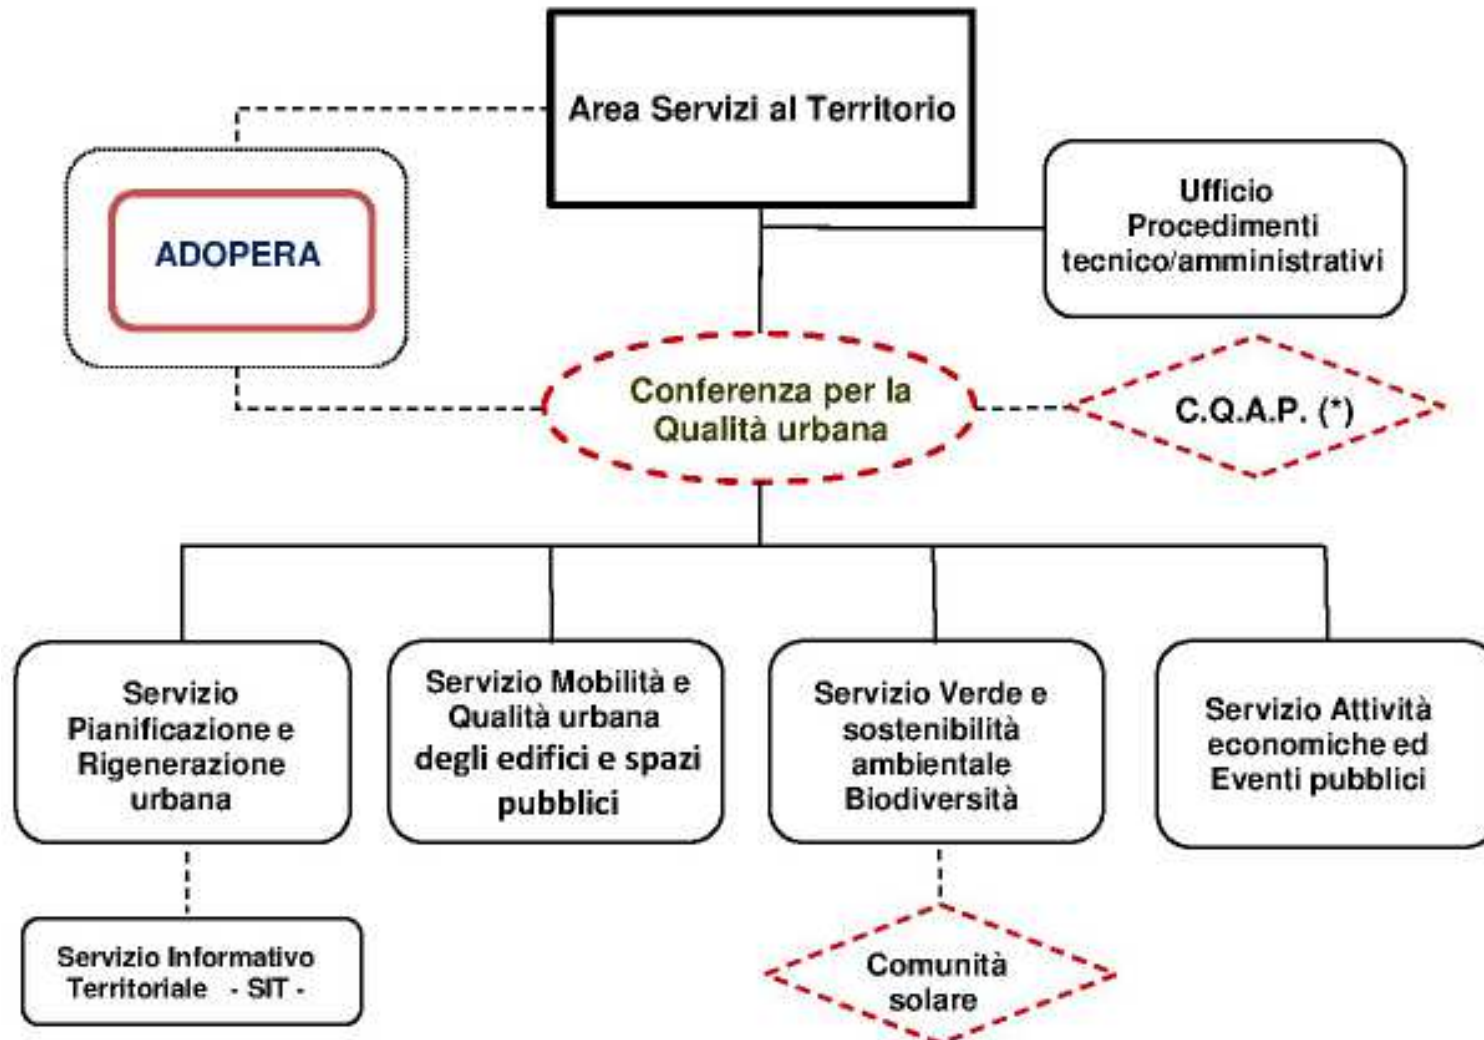 Area Servizi al Territorio
Ufficio
Procedimenti
tecnico/amministrativi
ADOPERA
Conferenza per la
Qualità urbana
C.Q.A.P. (*)
Servizio
Pianificazione e
Rigenerazione
urbana
Servizio Mobilità e
Qualità urbana
degli edifici e spazi
pubblici
Servizio Verde e
sostenibilità
ambientale
Biodiversità
Servizio Attività
economiche ed
Eventi pubblici
Servizio Informativo
Territoriale - SIT -
Comunità
solare